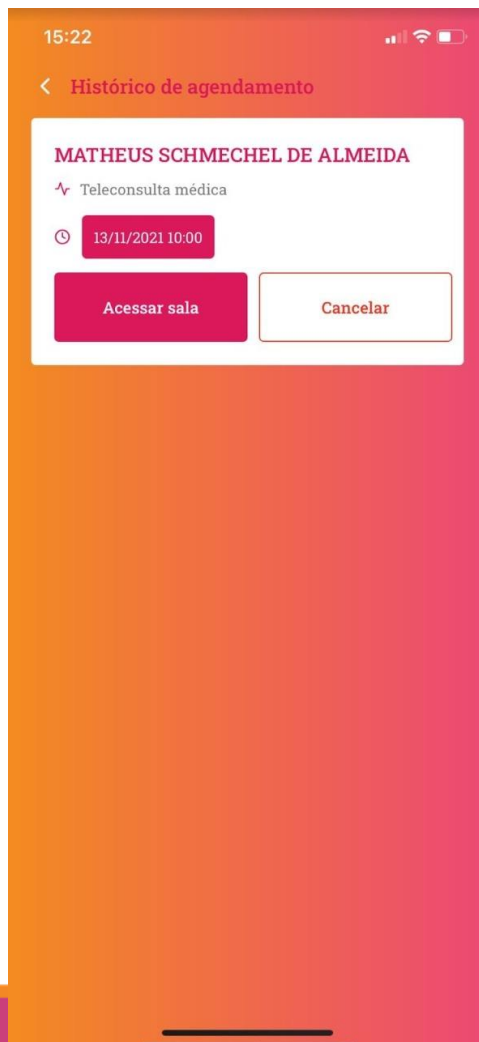 15:22
Histórico de agendamento
MATHEUS SCHMECHEL DE ALMEIDA
Teleconsulta médica
13/11/2021 10:00
Acessar sala
Cancelar